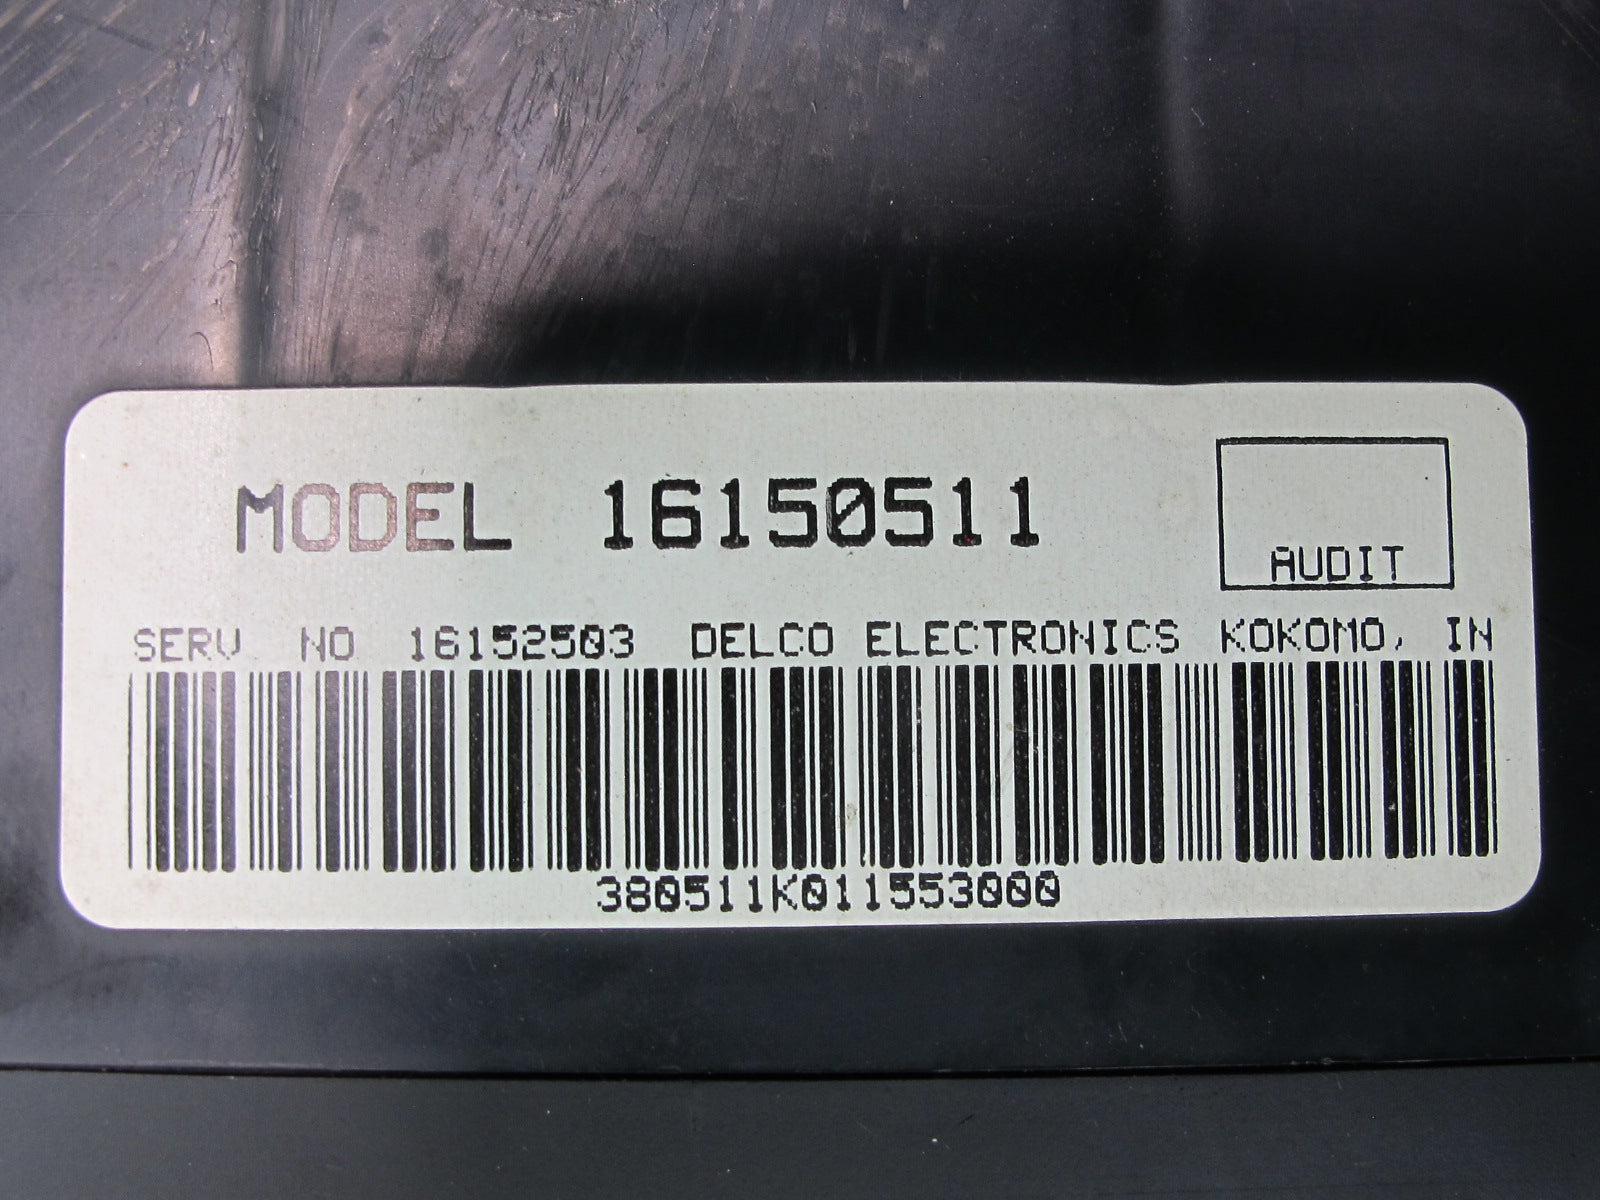 MODEL 16150511
AUDIT
SERV NO 16152503 DELCO ELECTRONICS KOKOMO, IN
380511K011553000